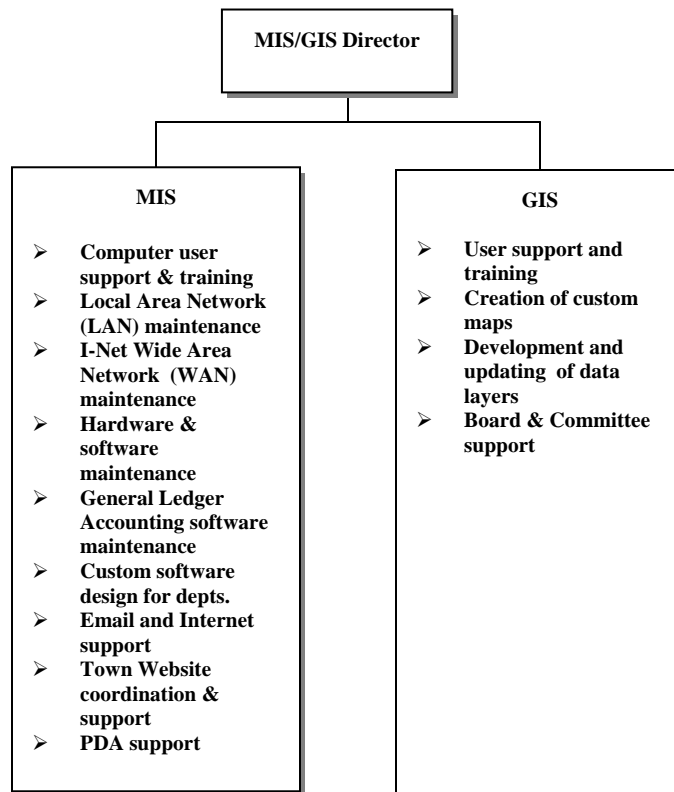 MIS/GIS Director
MIS
➢ Computer user
support & training
➢ Local Area Network
(LAN) maintenance
➢ I-Net Wide Area
Network (WAN)
maintenance
➢ Hardware &
software
maintenance
➢ General Ledger
Accounting software
maintenance
➢ Custom software
design for depts.
➢ Email and Internet
support
➢ Town Website
coordination &
support
➢ PDA support
GIS
➢ User support and
training
➢ Creation of custom
maps
➢ Development and
updating of data
layers
➢ Board & Committee
support